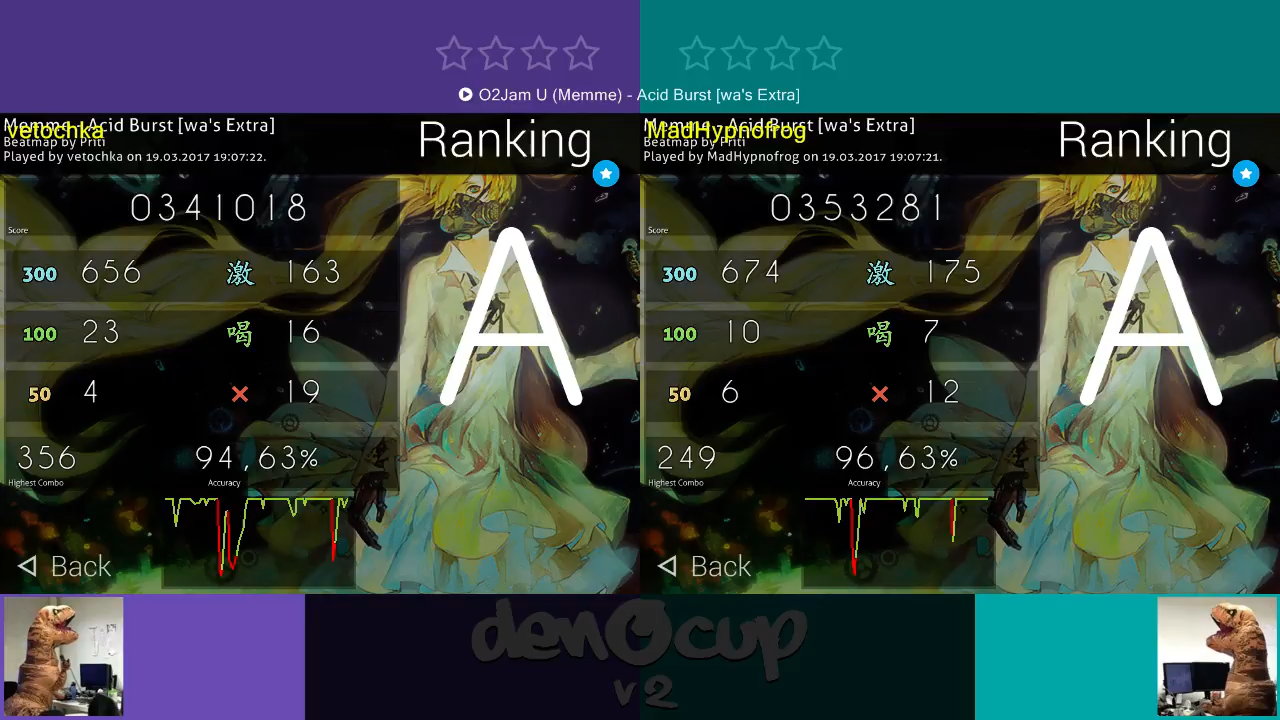 O2Jam U (Memme) - Acid Burst [wa's Extra]
Memme - Acid Burst [wa's Extra]
vetochka
Beatmap by Priti
Played by vetochka on 19.03.2017 19:07:22.
Ranking
0341018
Score
300 656 激 163
100 23 喝 16
50 4 19
356 94,63%
Highest Combo Accuracy
A
Back
Memme - Acid Burst [wa's Extra]
MadHypnofrog
Beatmap by Priti
Played by MadHypnofrog on 19.03.2017 19:07:21.
Ranking
0353281
Score
300 674 激 175
100 10 喝 7
50 6 12
249 96,63%
Highest Combo Accuracy
A
Back
den cup
v2